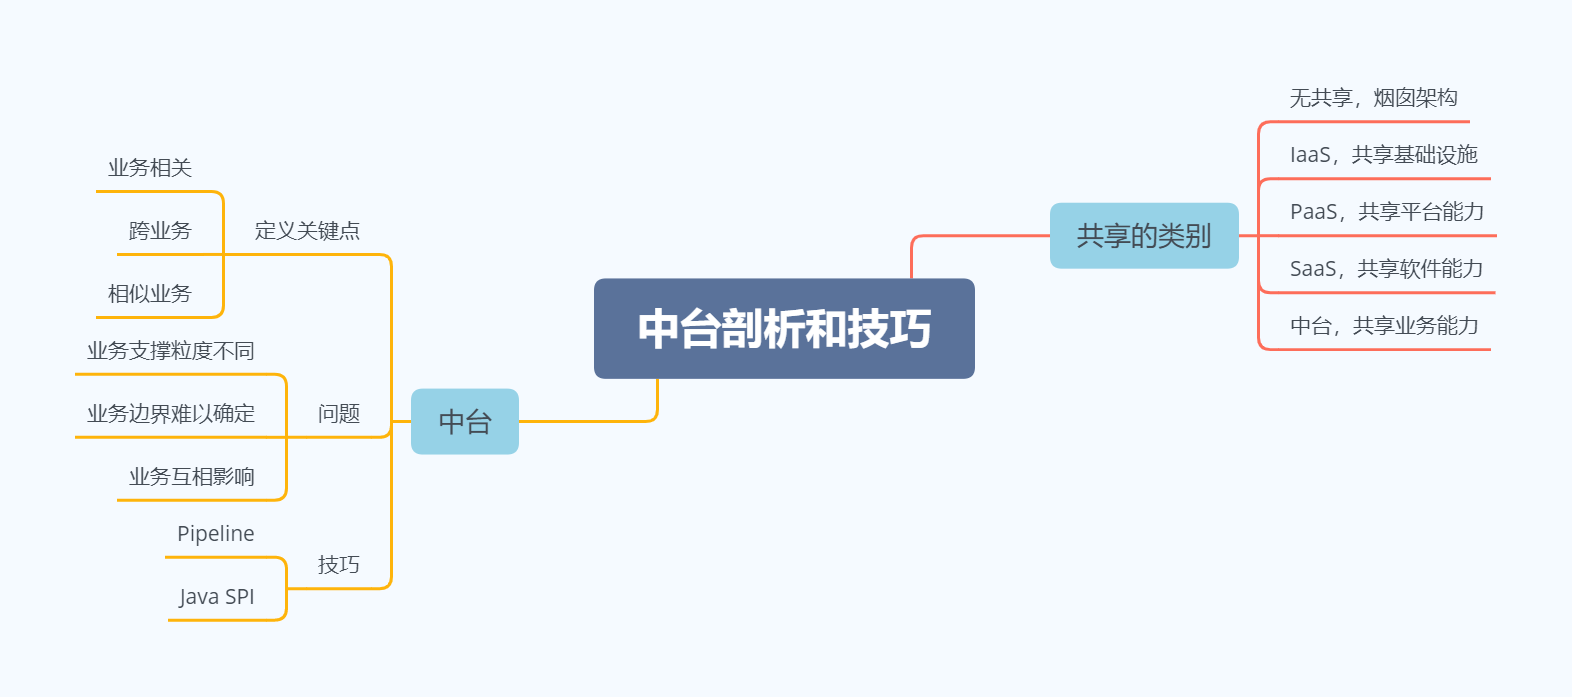 中台剖析和技巧
共享的类别
无共享，烟囱架构
IaaS，共享基础设施
PaaS，共享平台能力
SaaS，共享软件能力
中台，共享业务能力
中台
定义关键点
业务相关
跨业务
相似业务
问题
业务支撑粒度不同
业务边界难以确定
业务互相影响
技巧
Pipeline
Java SPI